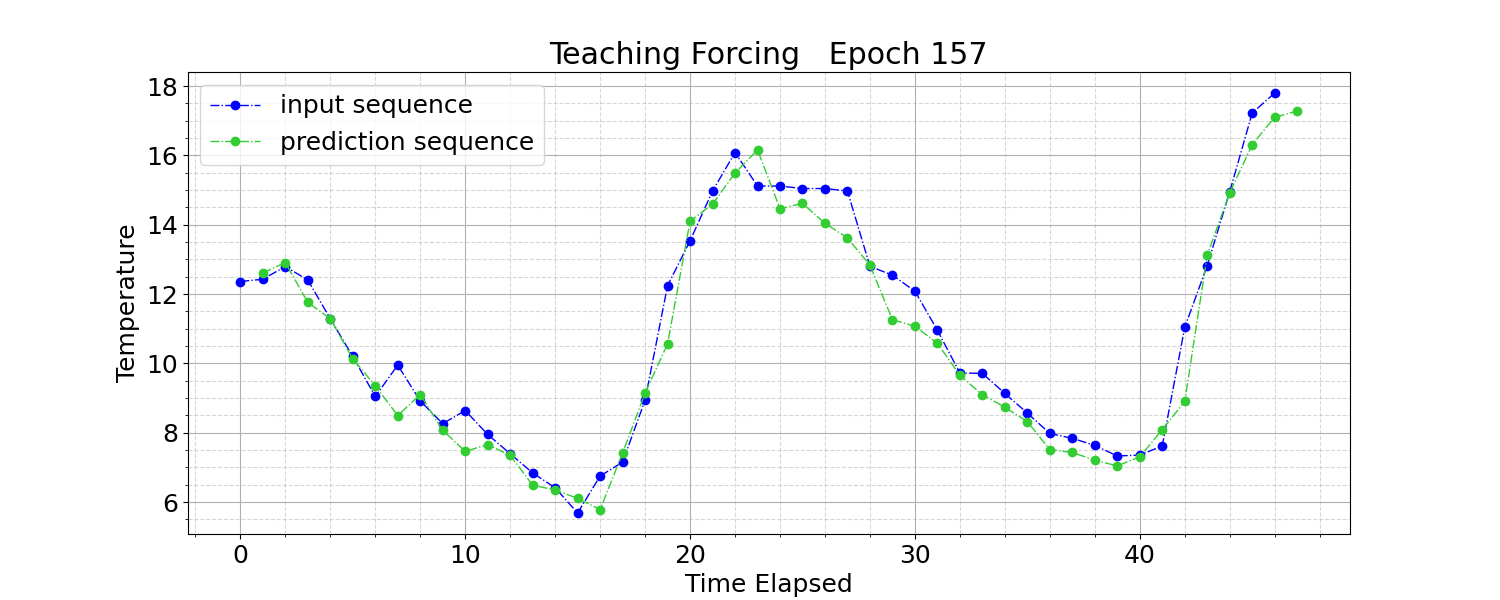 Teaching Forcing   Epoch 157
input sequence
prediction sequence
Temperature
18
16
14
12
10
8
6
0 10 20 30 40
Time Elapsed